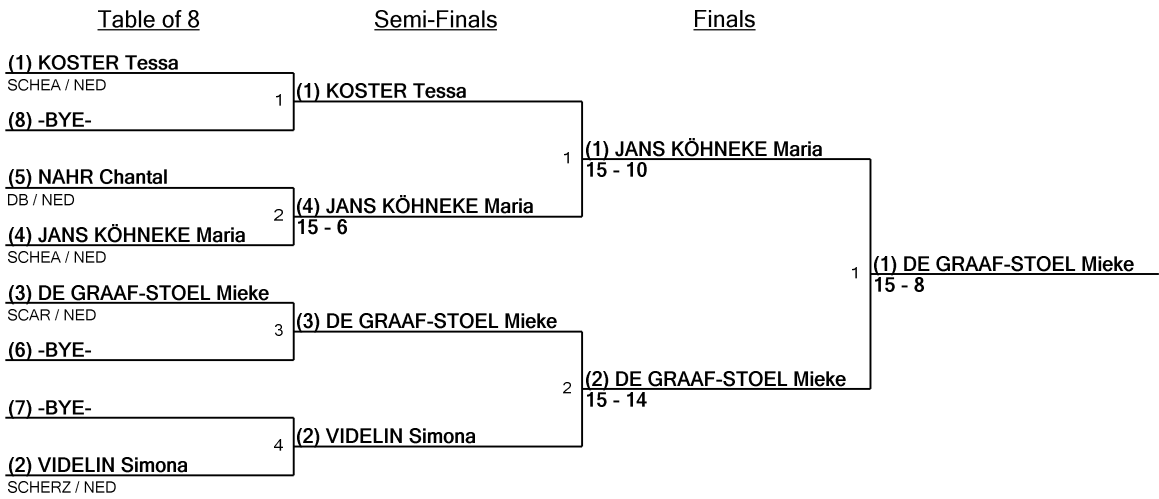 Table of 8
Semi-Finals
Finals
(1) KOSTER Tessa
SCHEA / NED
1
(1) KOSTER Tessa
(8) -BYE-
1
(1) JANS KÖHNEKE Maria
15 - 10
(5) NAHR Chantal
DB / NED
2
(4) JANS KÖHNEKE Maria
15 - 6
(4) JANS KÖHNEKE Maria
SCHEA / NED
1
(1) DE GRAAF-STOEL Mieke
15 - 8
(3) DE GRAAF-STOEL Mieke
SCAR / NED
3
(3) DE GRAAF-STOEL Mieke
(6) -BYE-
2
(2) DE GRAAF-STOEL Mieke
15 - 14
(7) -BYE-
4
(2) VIDELIN Simona
(2) VIDELIN Simona
SCHERZ / NED